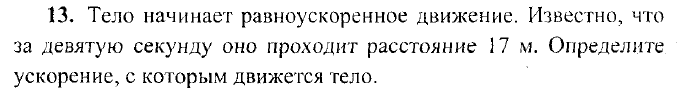 13. Тело начинает равноускоренное движение. Известно, что
за девятую секунду оно проходит расстояние 17 м. Определите
ускорение, с которым движется тело.